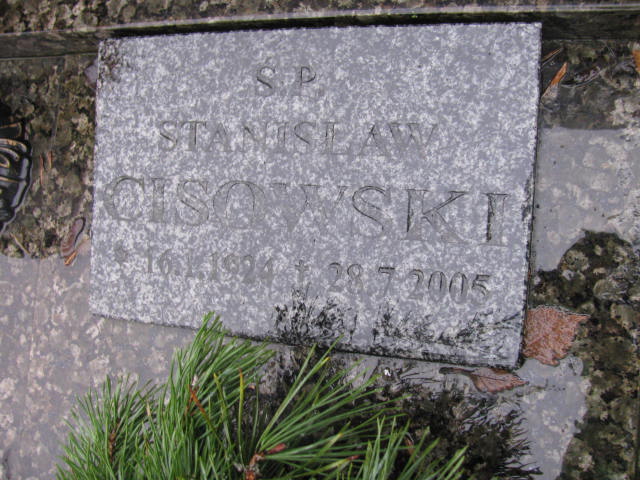 Ś.P.
STANISŁAW
CISOWSKI
* 16.1.1924 † 28.7.2005